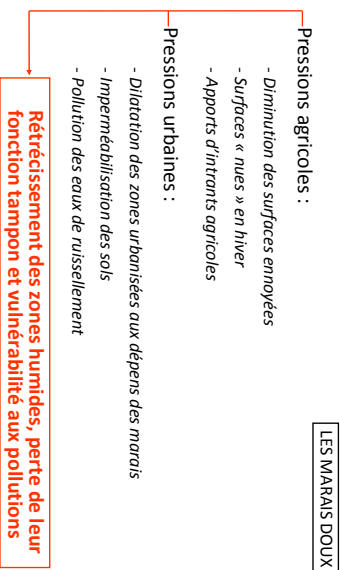 LES MARAIS DOUX
Pressions agricoles :
- Diminution des surfaces ennoyées
- Surfaces « nues » en hiver
- Apports d'intrants agricoles
Pressions urbaines :
- Dilatation des zones urbanisées aux dépens des marais
- Imperméabilisation des sols
- Pollution des eaux de ruissellement
Rétrécissement des zones humides, perte de leur
fonction tampon et vulnérabilité aux pollutions